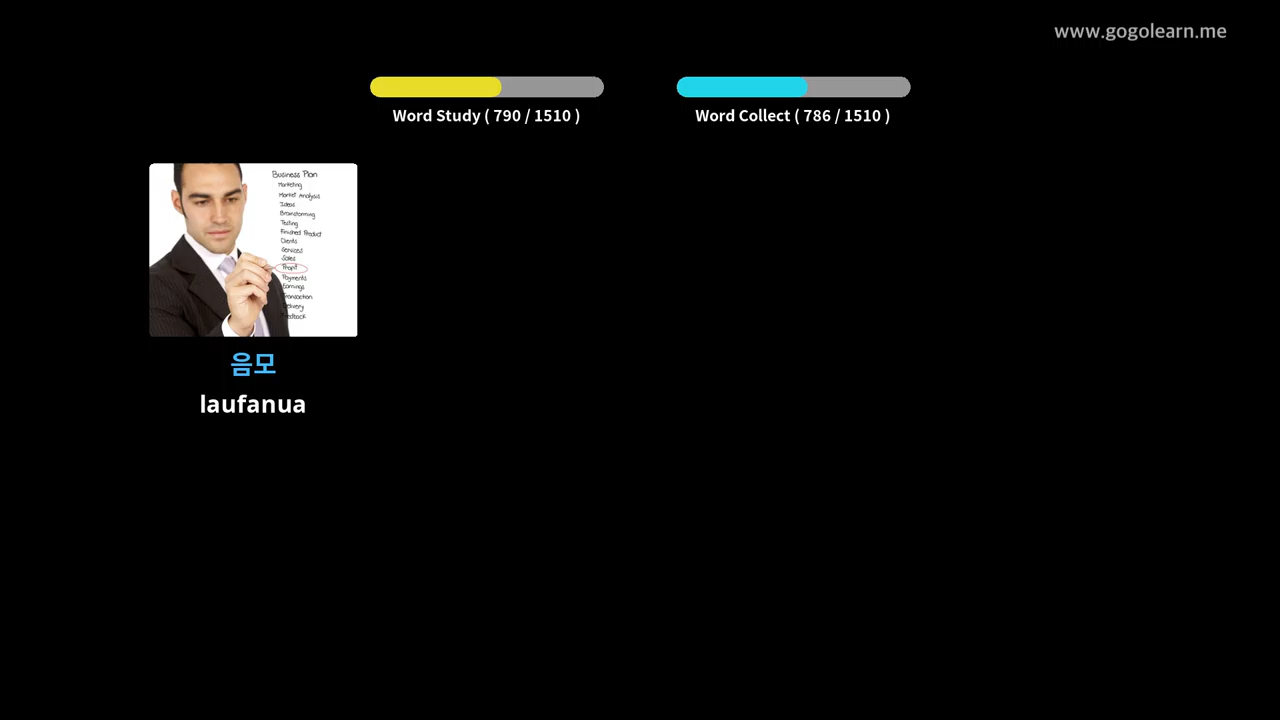 www.gogolearn.me
Word Study ( 790 / 1510 )
Word Collect ( 786 / 1510 )
Business Plan
Marketing
Market Analysis
Ideas
Brainstorming
Testing
Finished Product
Clients
Services
Sales
Profit
Payments
Earnings
Transaction
Delivery
Feedback
음모
laufanua